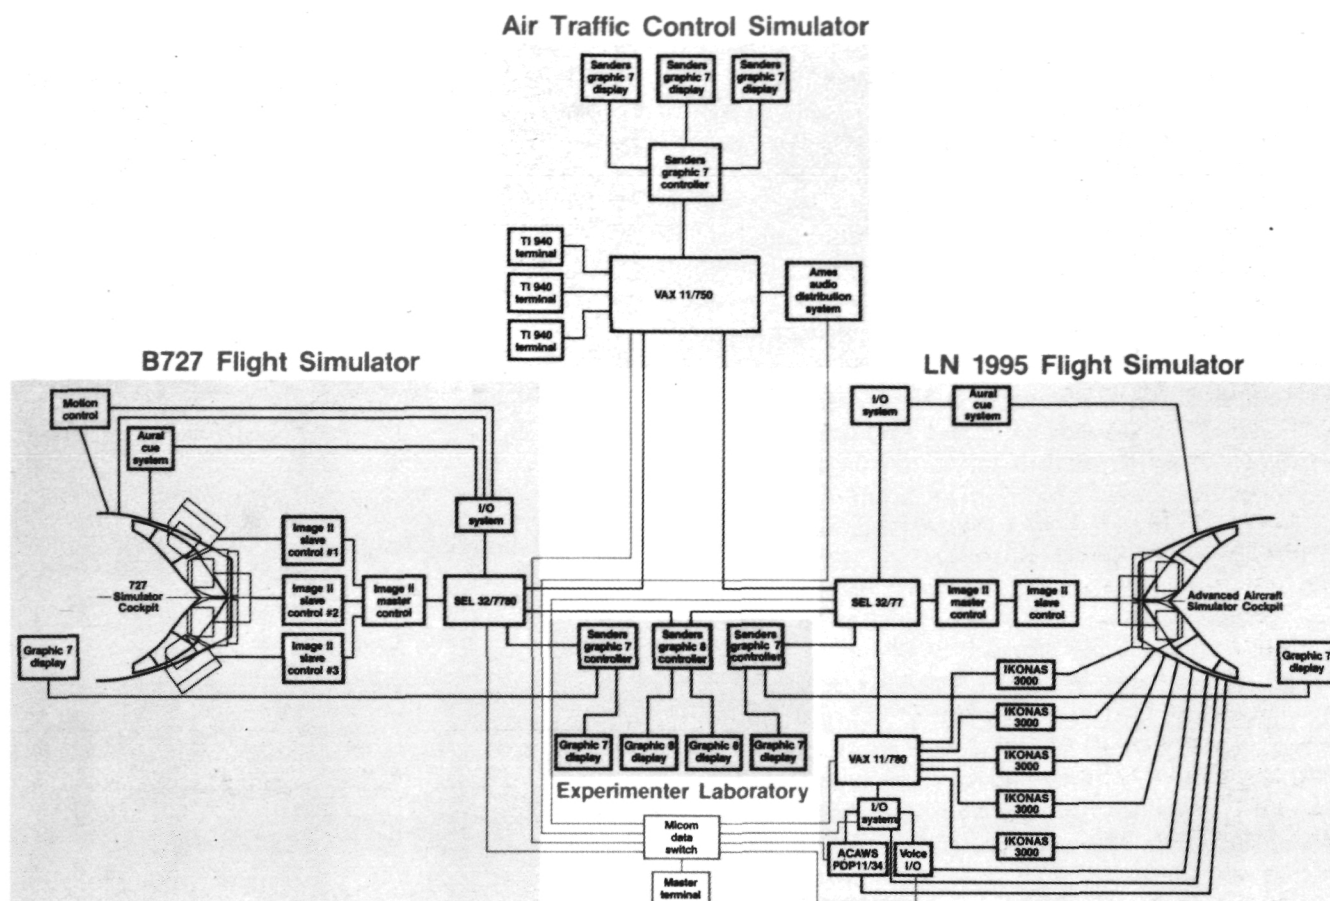 Air Traffic Control Simulator
Sanders
graphic 7
display
Sanders
graphic 7
display
Sanders
graphic 7
display
Sanders
graphic 7
controller
TI 940
terminal
TI 940
terminal
TI 940
terminal
VAX 11/750
Ames
audio
distribution
system
B727 Flight Simulator
Motion
control
Aural
cue
system
I/O
system
727
Simulator
Cockpit
Image II
slave
control #1
Image II
slave
control #2
Image II
slave
control #3
Image II
master
control
SEL 32/7780
Graphic 7
display
LN 1995 Flight Simulator
I/O
system
Aural
cue
system
SEL 32/77
Image II
master
control
Image II
slave
control
Advanced Aircraft
Simulator Cockpit
Graphic 7
display
Sanders
graphic 7
controller
Sanders
graphic 8
controller
Sanders
graphic 7
controller
Graphic 7
display
Graphic 8
display
Graphic 8
display
Graphic 7
display
Experimenter Laboratory
IKONAS
3000
IKONAS
3000
IKONAS
3000
IKONAS
3000
IKONAS
3000
VAX 11/780
I/O
system
ACAWS
PDP11/34
Voice
I/O
Micom
data
switch
Master
terminal